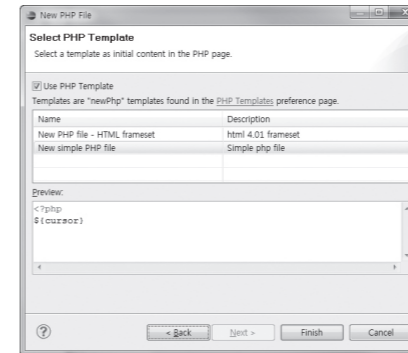 New PHP File
Select PHP Template
Select a template as initial content in the PHP page.
Use PHP Template
Templates are "newPhp" templates found in the PHP Templates preference page.
Name Description
New PHP file - HTML frameset html 4.01 frameset
New simple PHP file Simple php file
Preview:
<?php
${cursor}
?
< Back Next > Finish Cancel